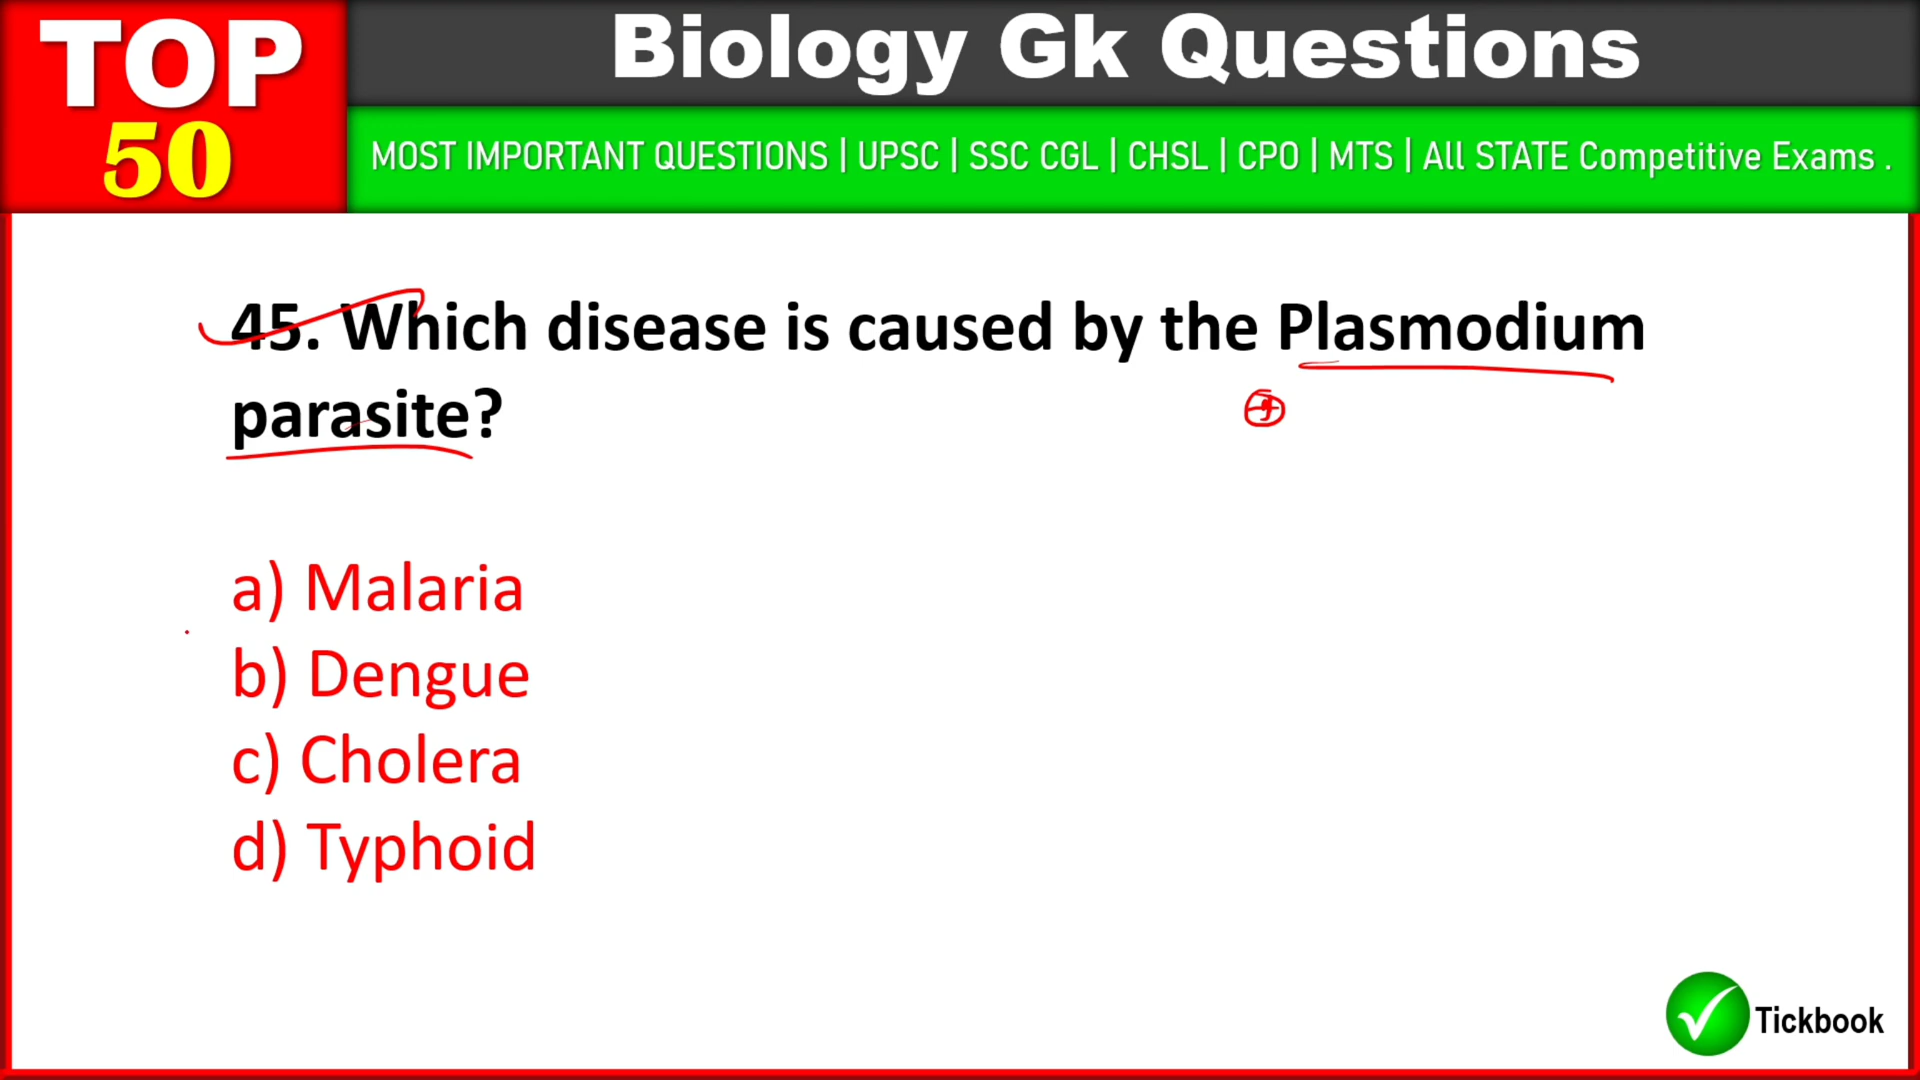 TOP
50
Biology Gk Questions
MOST IMPORTANT QUESTIONS | UPSC | SSC CGL | CHSL | CPO | MTS | All STATE Competitive Exams .
45. Which disease is caused by the Plasmodium
parasite?
a) Malaria
b) Dengue
c) Cholera
d) Typhoid
Tickbook